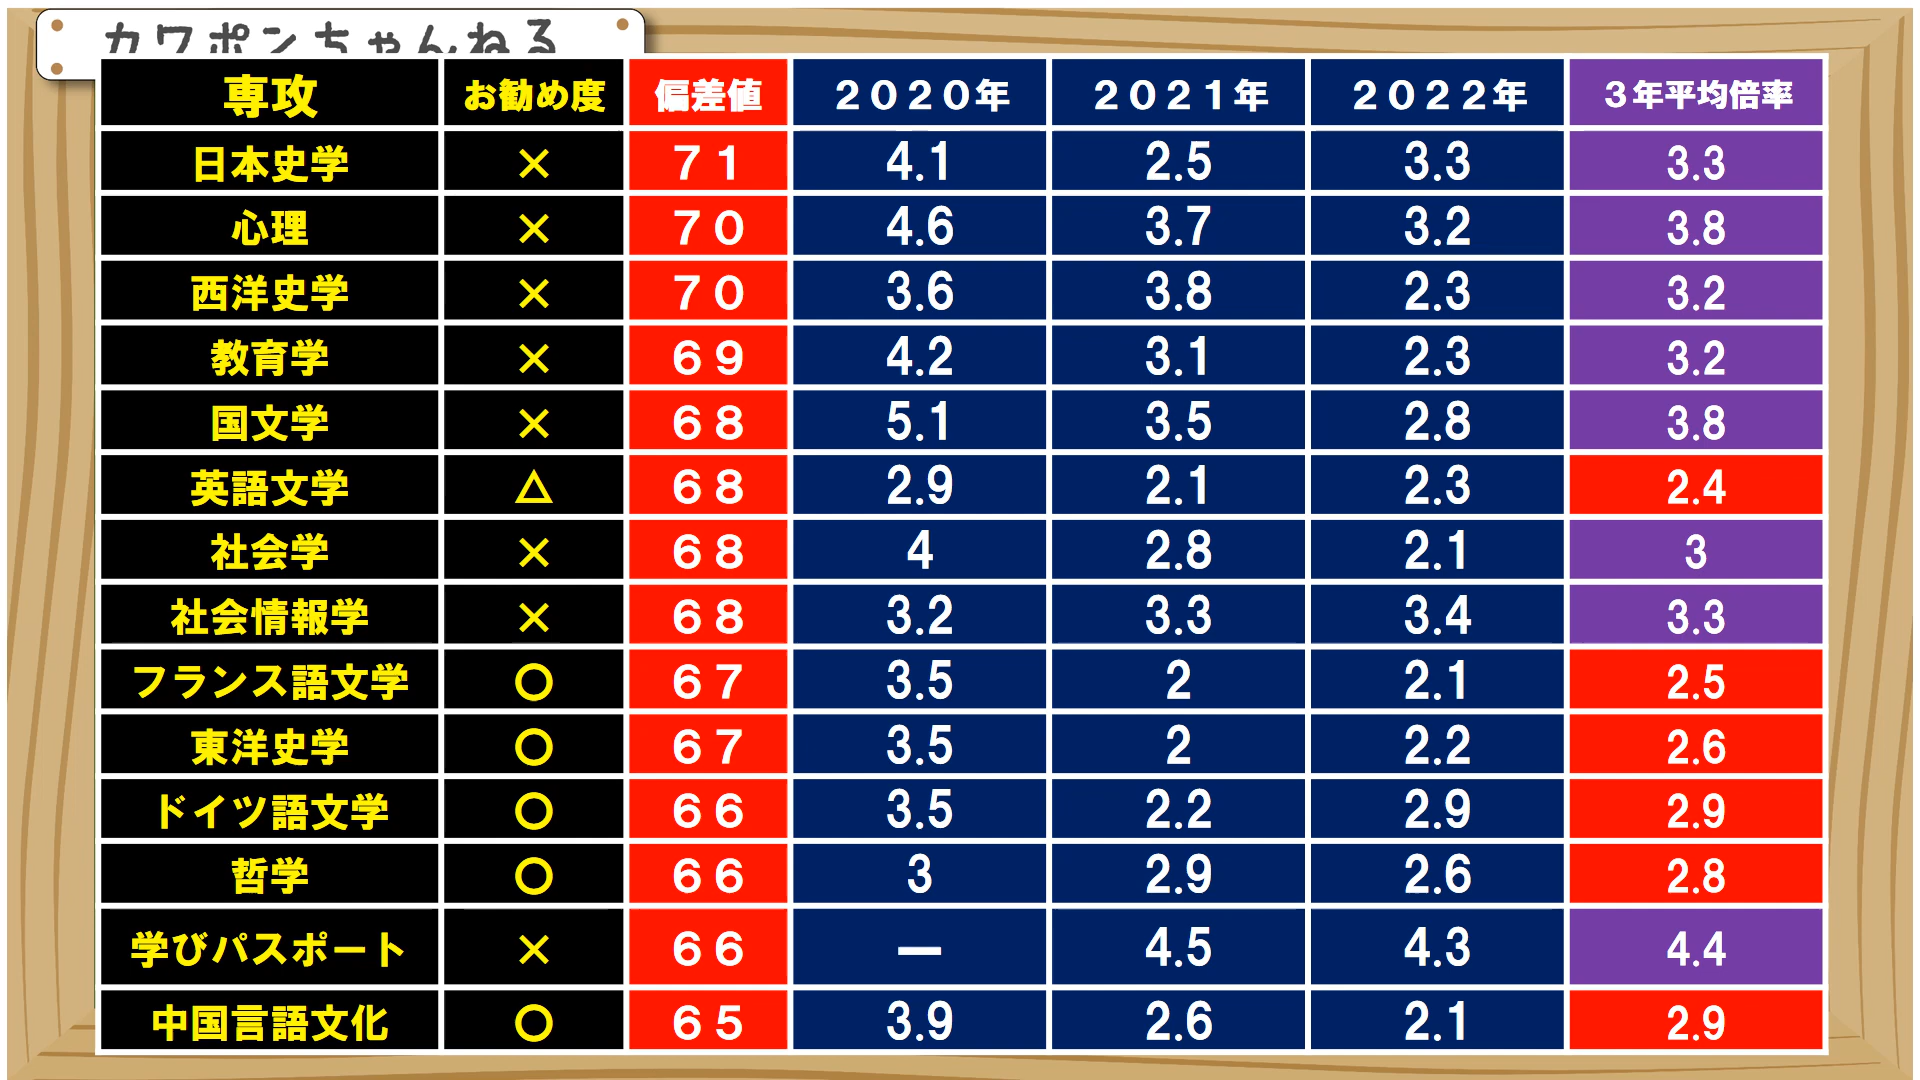 カワポンちゃんねる
専攻 お勧め度 偏差値 ２０２０年 ２０２１年 ２０２２年 ３年平均倍率
日本史学 × ７１ 4.1 2.5 3.3 3.3
心理 × ７０ 4.6 3.7 3.2 3.8
西洋史学 × ７０ 3.6 3.8 2.3 3.2
教育学 × ６９ 4.2 3.1 2.3 3.2
国文学 × ６８ 5.1 3.5 2.8 3.8
英語文学 △ ６８ 2.9 2.1 2.3 2.4
社会学 × ６８ 4 2.8 2.1 3
社会情報学 × ６８ 3.2 3.3 3.4 3.3
フランス語文学 〇 ６７ 3.5 2 2.1 2.5
東洋史学 〇 ６７ 3.5 2 2.2 2.6
ドイツ語文学 〇 ６６ 3.5 2.2 2.9 2.9
哲学 〇 ６６ 3 2.9 2.6 2.8
学びパスポート × ６６ ー 4.5 4.3 4.4
中国言語文化 〇 ６５ 3.9 2.6 2.1 2.9